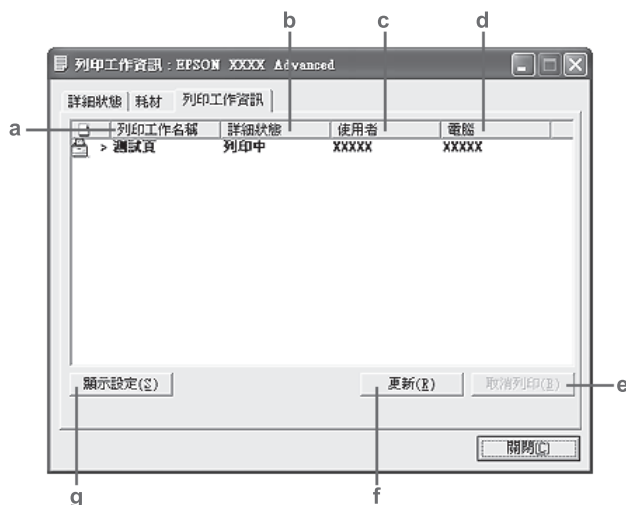 b c d
列印工作資訊：EPSON XXXX Advanced
詳細狀態 耗材 列印工作資訊
a 列印工作名稱 詳細狀態 使用者 電腦
> 測試頁 列印中 XXXXX XXXXX
顯示設定(S) 更新(R) 取消列印(B) e
關閉(C)
g f